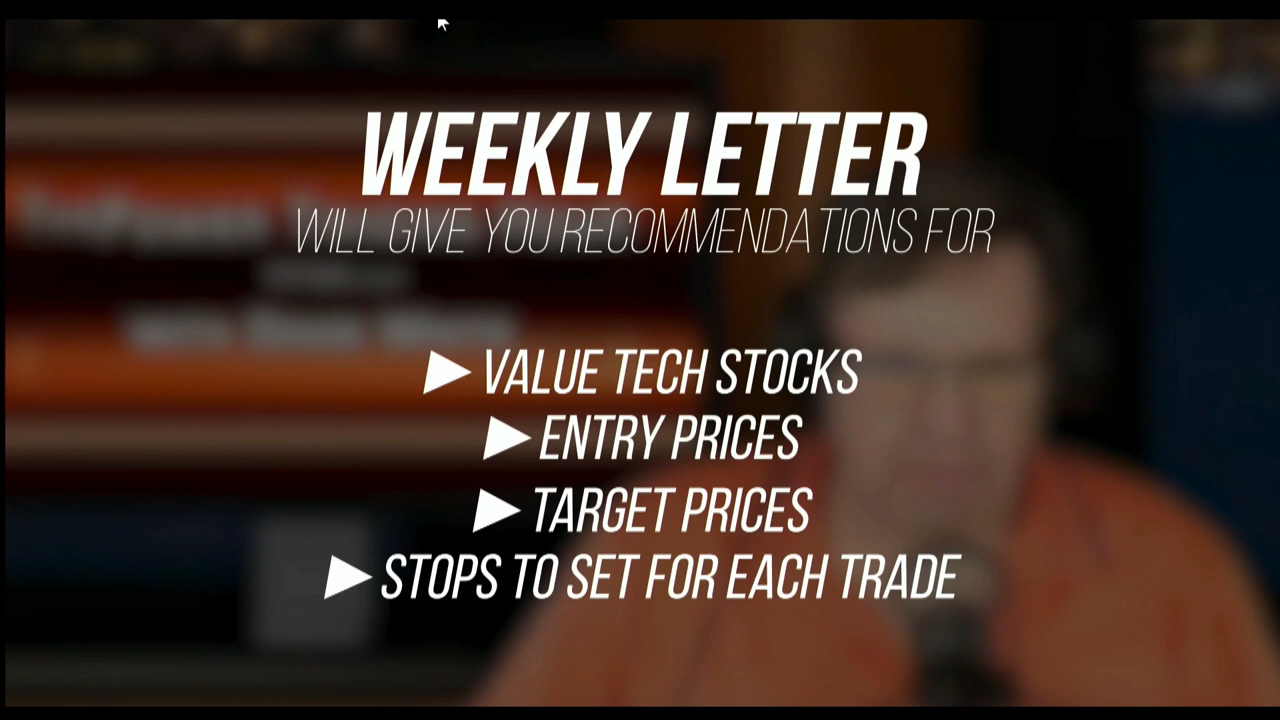 WEEKLY LETTER
WILL GIVE YOU RECOMMENDATIONS FOR
▶ VALUE TECH STOCKS
▶ ENTRY PRICES
▶ TARGET PRICES
▶ STOPS TO SET FOR EACH TRADE